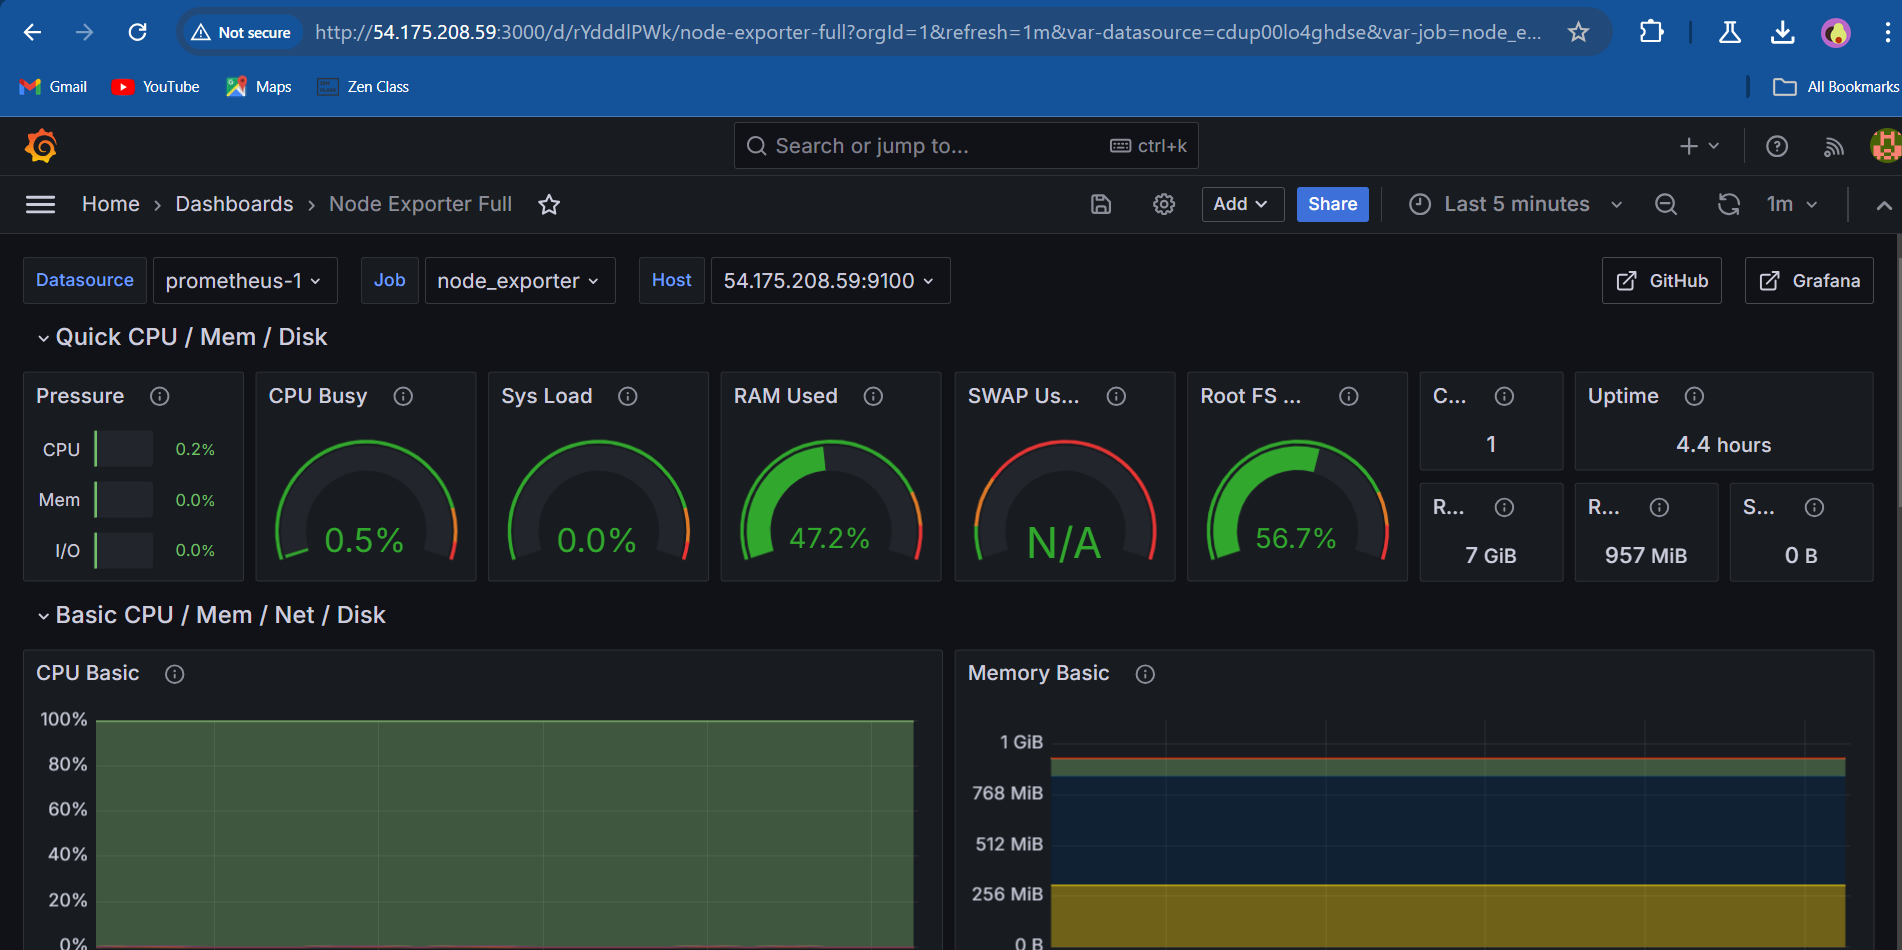 Not secure
http://54.175.208.59:3000/d/rYdddlPWk/node-exporter-full?orgId=1&refresh=1m&var-datasource=cdup00lo4ghdse&var-job=node_e...
Gmail YouTube Maps Zen Class All Bookmarks
Search or jump to... ctrl+k
Home › Dashboards › Node Exporter Full Add Share Last 5 minutes 1m
Datasource prometheus-1 Job node_exporter Host 54.175.208.59:9100 GitHub Grafana
Quick CPU / Mem / Disk
Pressure
CPU 0.2%
Mem 0.0%
I/O 0.0%
CPU Busy
0.5%
Sys Load
0.0%
RAM Used
47.2%
SWAP Us...
N/A
Root FS ...
56.7%
C...
1
Uptime
4.4 hours
R...
7 GiB
R...
957 MiB
S...
0 B
Basic CPU / Mem / Net / Disk
CPU Basic
100%
80%
60%
40%
20%
0%
Memory Basic
1 GiB
768 MiB
512 MiB
256 MiB
0 B